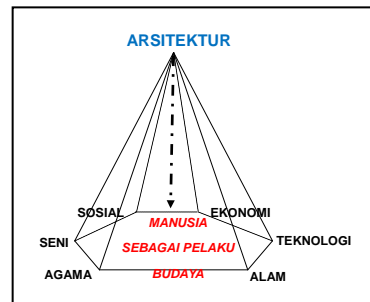 ARSITEKTUR
SOSIAL
EKONOMI
MANUSIA
SENI
SEBAGAI PELAKU
TEKNOLOGI
AGAMA
BUDAYA
ALAM